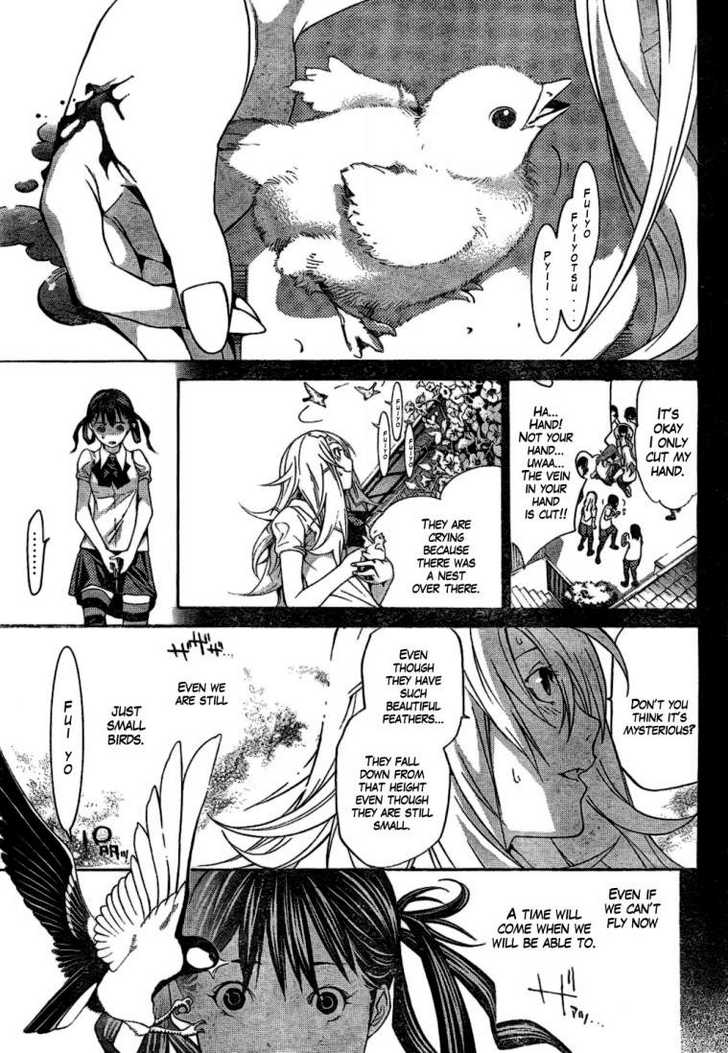 FUIYO
FYIYOTSU...
PYII...
IT'S
OKAY
I ONLY
CUT MY
HAND.
HA...
HAND!
NOT YOUR
HAND,
UWAA...
THE VEIN
IN YOUR
HAND
IS CUT!!
FUIYO
FUIYO
FUIYO
THEY ARE
CRYING
BECAUSE
THERE WAS
A NEST
OVER THERE.
......
DON'T YOU
THINK IT'S
MYSTERIOUS?
EVEN
THOUGH
THEY HAVE
SUCH
BEAUTIFUL
FEATHERS...
THEY FALL
DOWN FROM
THAT HEIGHT
EVEN THOUGH
THEY ARE STILL
SMALL.
ザザッ
EVEN WE
ARE STILL
JUST
SMALL
BIRDS.
FUI YO
EVEN IF
WE CAN'T
FLY NOW
A TIME WILL
COME WHEN WE
WILL BE ABLE TO.